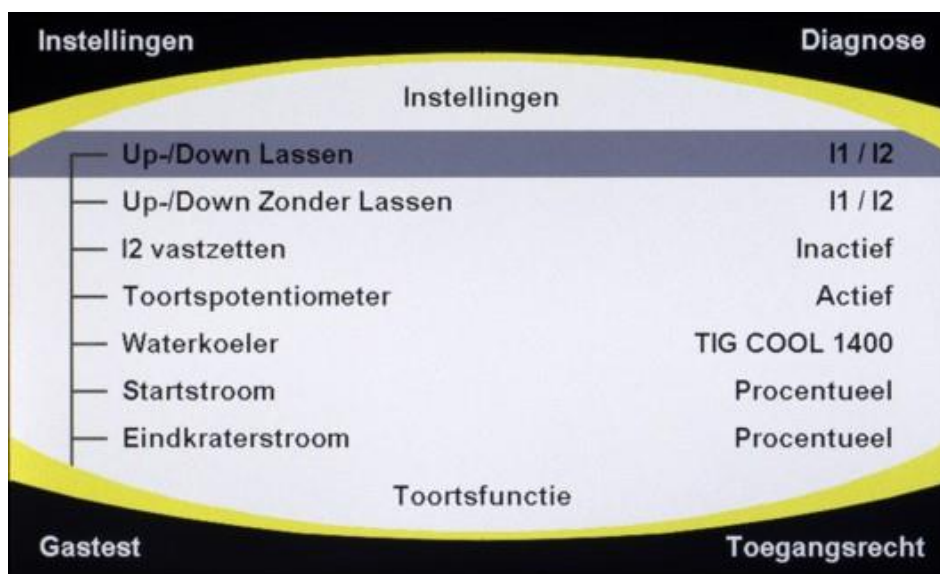 Instellingen Diagnose
Instellingen
Up-/Down Lassen I1 / I2
Up-/Down Zonder Lassen I1 / I2
I2 vastzetten Inactief
Toortspotentiometer Actief
Waterkoeler TIG COOL 1400
Startstroom Procentueel
Eindkraterstroom Procentueel
Toortsfunctie
Gastest Toegangsrecht